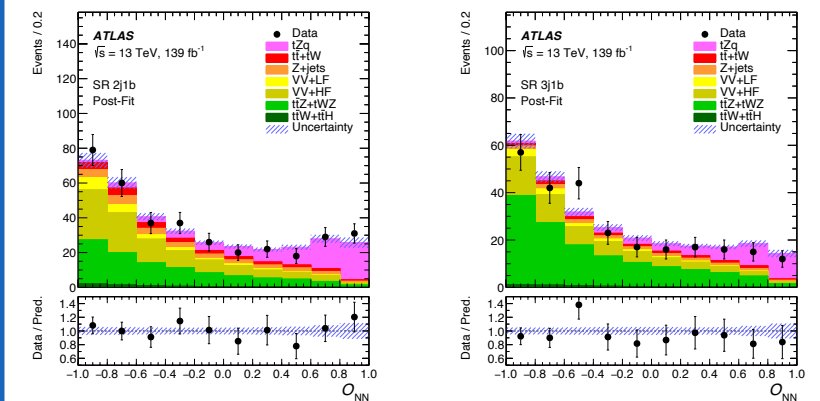 Events / 0.2
140
120
100
80
60
40
20
0
ATLAS
√s = 13 TeV, 139 fb⁻¹
SR 2j1b
Post-Fit
Data
tZq
tt̄+tW
Z+jets
VV+LF
VV+HF
tt̄Z+tWZ
tt̄W+tt̄H
Uncertainty
Data / Pred.
1.4
1.2
1.0
0.8
0.6
−1.0 −0.8 −0.6 −0.4 −0.2 0.0 0.2 0.4 0.6 0.8 1.0
O_NN
Events / 0.2
100
80
60
40
20
0
ATLAS
√s = 13 TeV, 139 fb⁻¹
SR 3j1b
Post-Fit
Data
tZq
tt̄+tW
Z+jets
VV+LF
VV+HF
tt̄Z+tWZ
tt̄W+tt̄H
Uncertainty
Data / Pred.
1.4
1.2
1.0
0.8
0.6
−1.0 −0.8 −0.6 −0.4 −0.2 0.0 0.2 0.4 0.6 0.8 1.0
O_NN